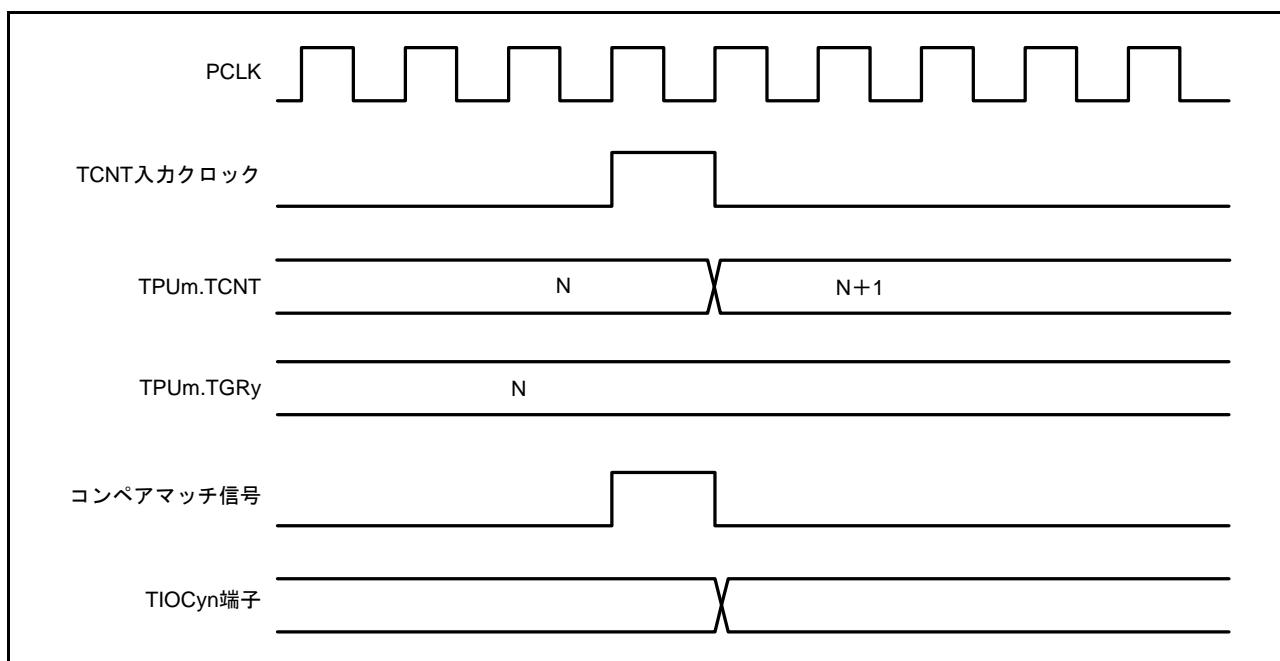 PCLK
TCNT入力クロック
TPUm.TCNT
N
N＋1
TPUm.TGRy
N
コンペアマッチ信号
TIOCyn端子